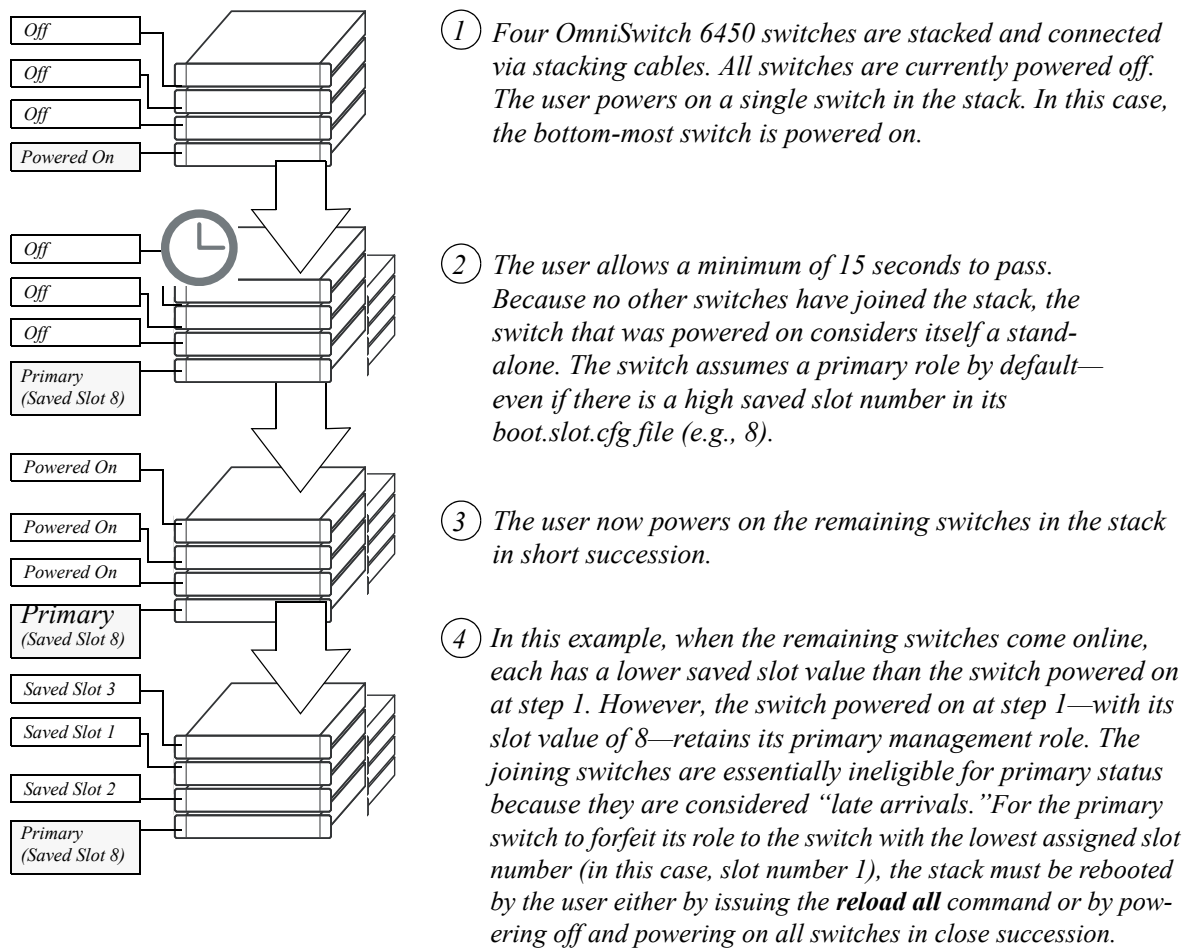 Off
Off
Off
Powered On
1 Four OmniSwitch 6450 switches are stacked and connected
via stacking cables. All switches are currently powered off.
The user powers on a single switch in the stack. In this case,
the bottom-most switch is powered on.
Off
Off
Off
Primary
(Saved Slot 8)
2 The user allows a minimum of 15 seconds to pass.
Because no other switches have joined the stack, the
switch that was powered on considers itself a stand-
alone. The switch assumes a primary role by default—
even if there is a high saved slot number in its
boot.slot.cfg file (e.g., 8).
Powered On
Powered On
Powered On
Primary
(Saved Slot 8)
3 The user now powers on the remaining switches in the stack
in short succession.
Saved Slot 3
Saved Slot 1
Saved Slot 2
Primary
(Saved Slot 8)
4 In this example, when the remaining switches come online,
each has a lower saved slot value than the switch powered on
at step 1. However, the switch powered on at step 1—with its
slot value of 8—retains its primary management role. The
joining switches are essentially ineligible for primary status
because they are considered “late arrivals.”For the primary
switch to forfeit its role to the switch with the lowest assigned slot
number (in this case, slot number 1), the stack must be rebooted
by the user either by issuing the reload all command or by pow-
ering off and powering on all switches in close succession.